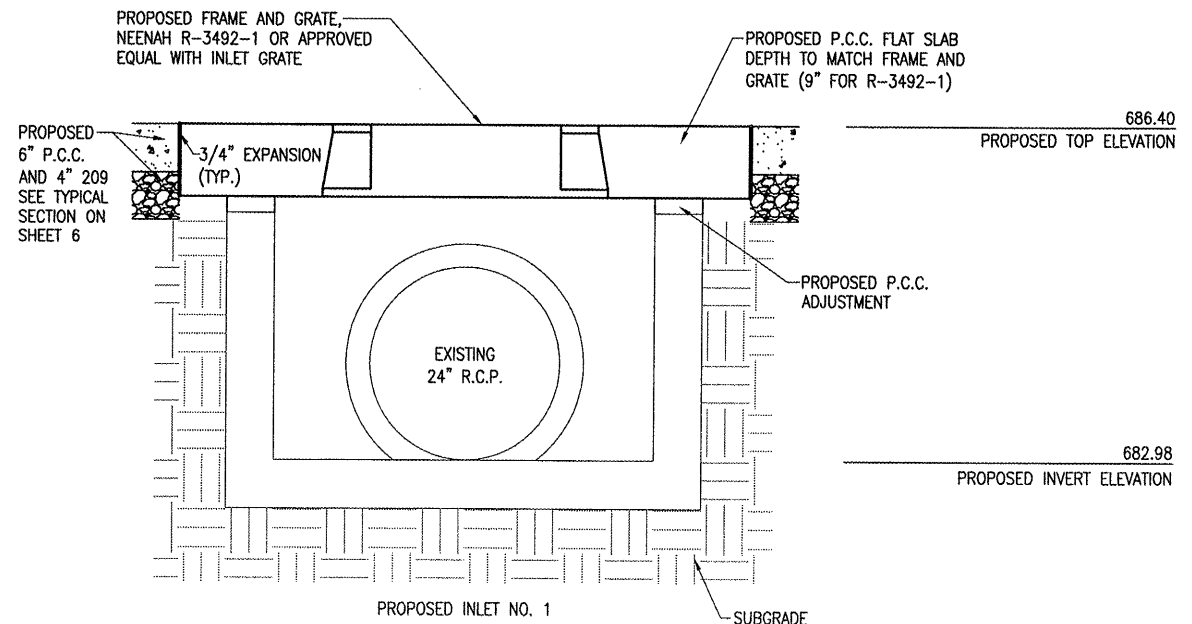 PROPOSED FRAME AND GRATE,
NEENAH R-3492-1 OR APPROVED
EQUAL WITH INLET GRATE
PROPOSED P.C.C. FLAT SLAB
DEPTH TO MATCH FRAME AND
GRATE (9" FOR R-3492-1)
PROPOSED
6" P.C.C.
AND 4" 209
SEE TYPICAL
SECTION ON
SHEET 6
3/4" EXPANSION
(TYP.)
686.40
PROPOSED TOP ELEVATION
PROPOSED P.C.C.
ADJUSTMENT
EXISTING
24" R.C.P.
682.98
PROPOSED INVERT ELEVATION
PROPOSED INLET NO. 1
SUBGRADE